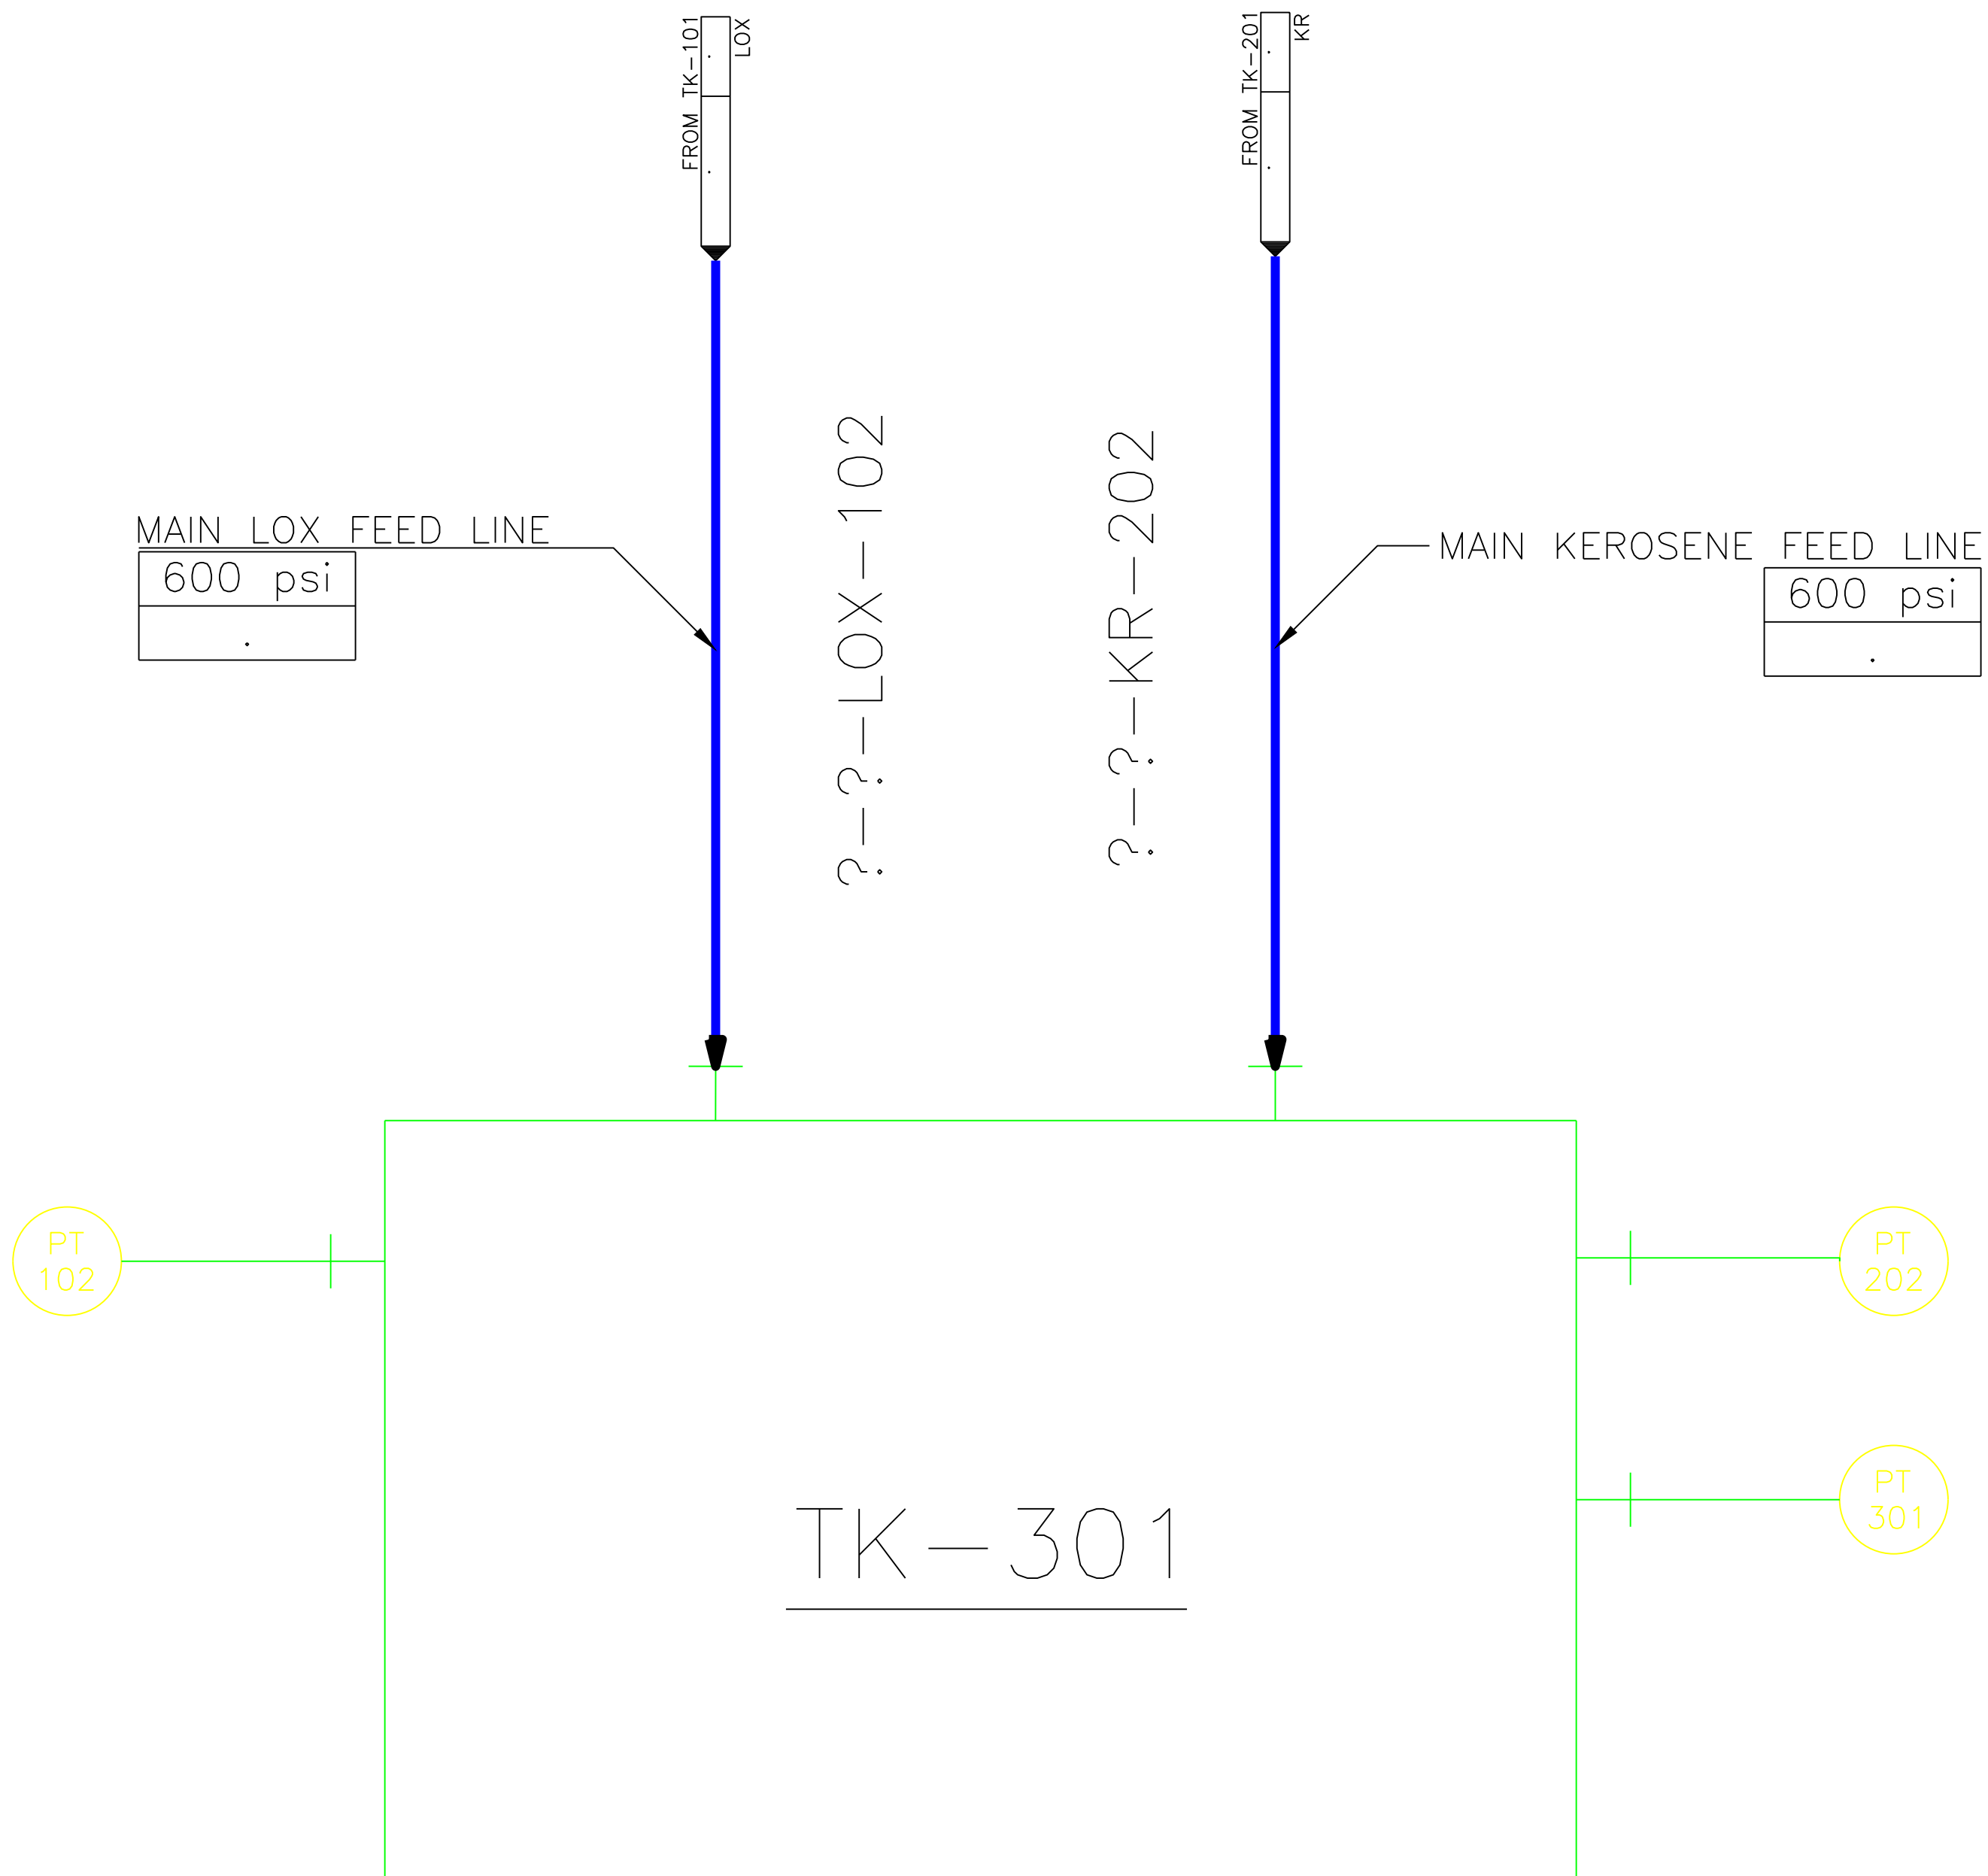 FROM TK-101
LOX
FROM TK-201
KR
MAIN LOX FEED LINE
600 psi
.
?-?-LOX-102
?-?-KR-202
MAIN KEROSENE FEED LINE
600 psi
.
PT
102
PT
202
PT
301
TK-301